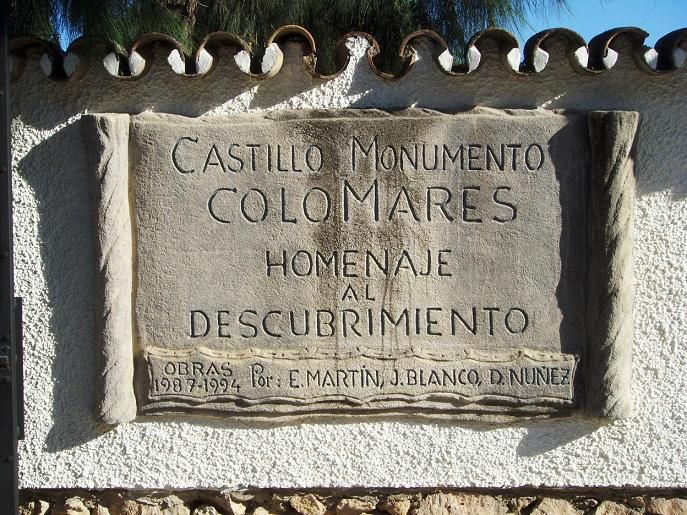 CASTILLO MONUMENTO
COLOMARES
HOMENAJE
AL
DESCUBRIMIENTO
OBRAS Por: E. MARTÍN, J. BLANCO, D. NUÑEZ
1987-1994